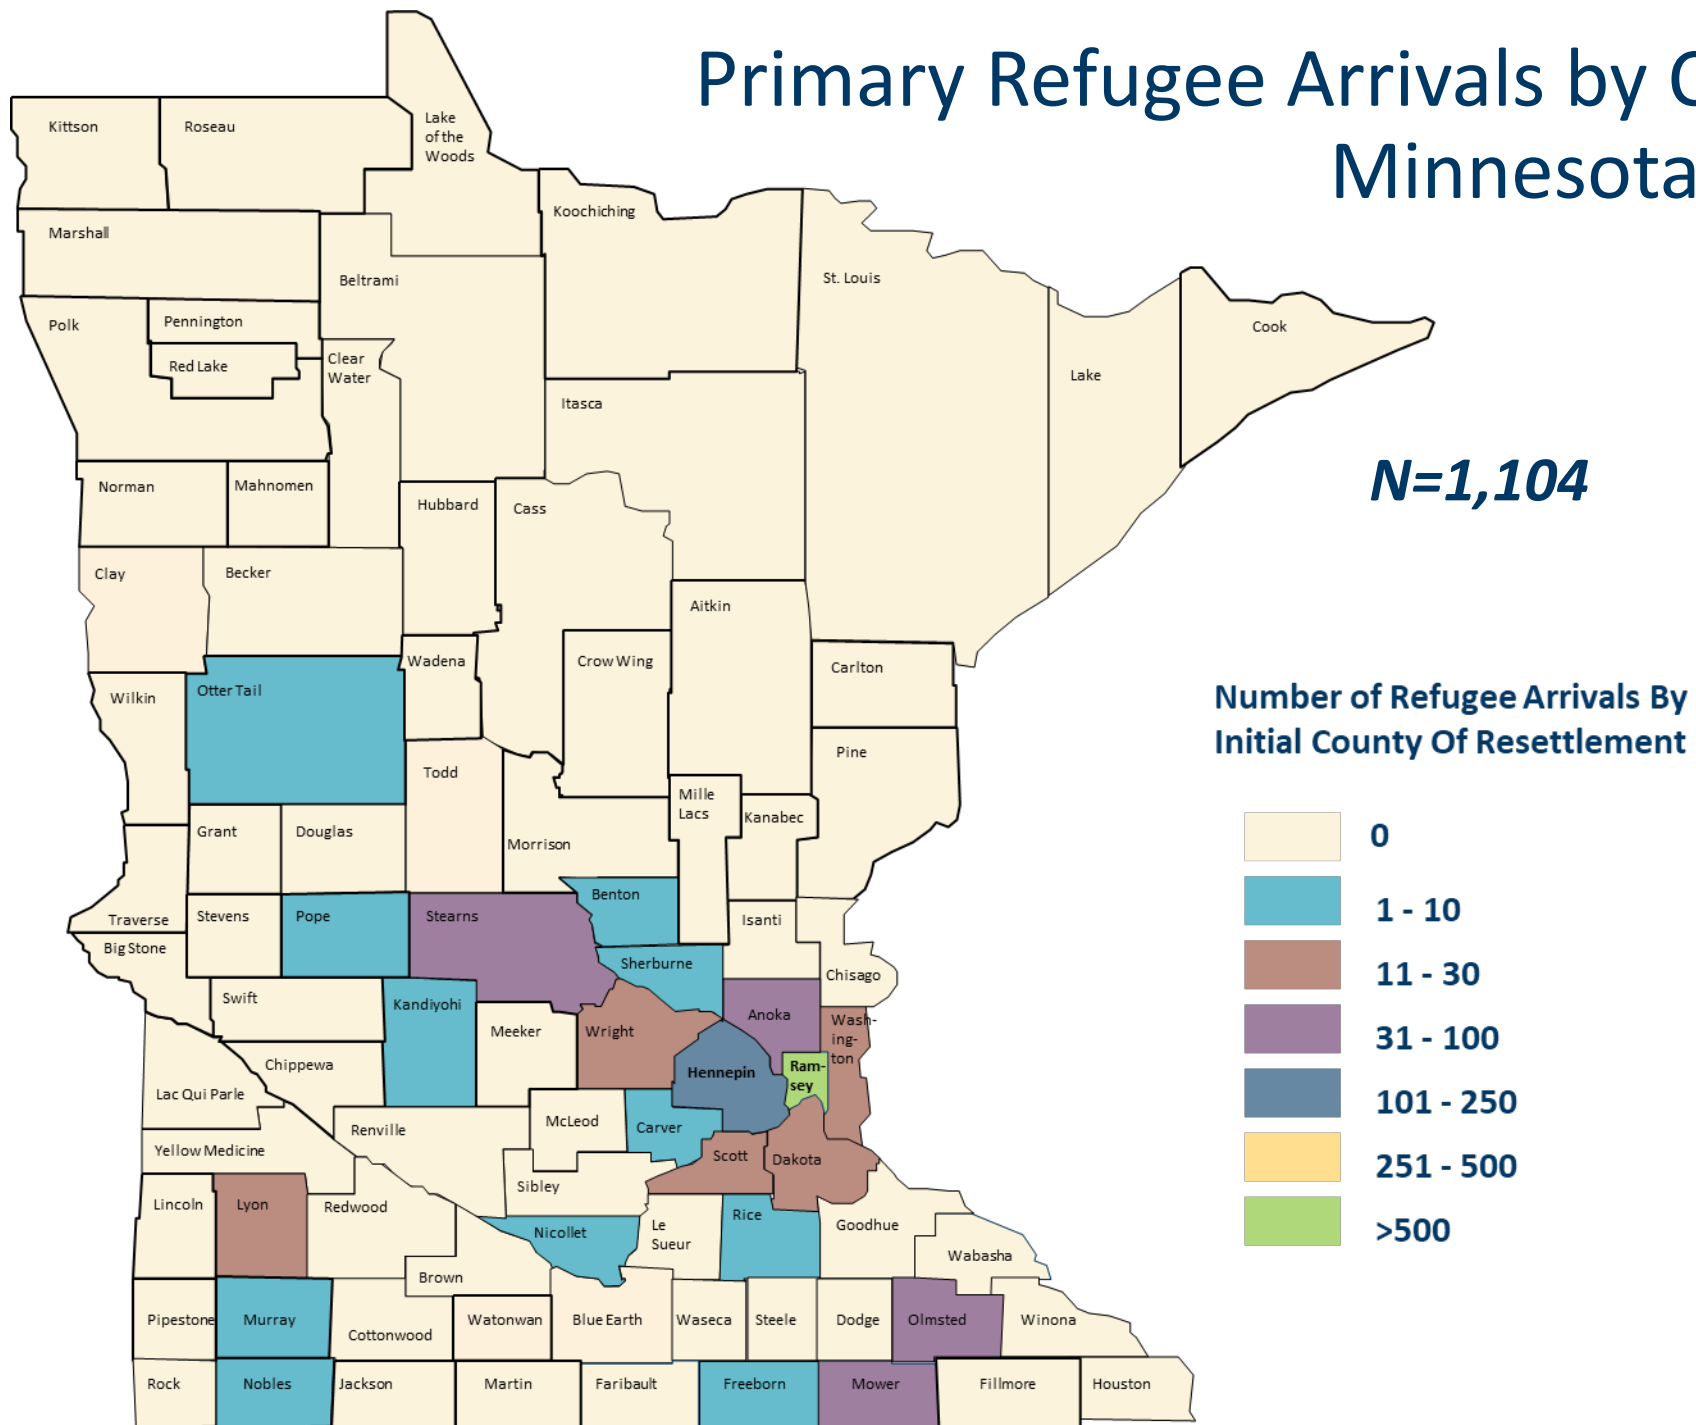 Primary Refugee Arrivals by C
Minnesota
Kittson
Roseau
Lake
of the
Woods
Koochiching
Marshall
Beltrami
St. Louis
Polk
Pennington
Cook
Red Lake
Clear
Water
Lake
Itasca
N=1,104
Norman
Mahnomen
Hubbard
Cass
Clay
Becker
Aitkin
Wadena
Crow Wing
Carlton
Otter Tail
Wilkin
Todd
Pine
Mille
Lacs
Kanabec
Grant
Douglas
Morrison
Benton
Traverse
Stevens
Pope
Stearns
Isanti
Big Stone
Sherburne
Chisago
Swift
Kandiyohi
Meeker
Wright
Anoka
Wash-
ing-
ton
Chippewa
Hennepin
Ram-
sey
Lac Qui Parle
Renville
McLeod
Carver
Yellow Medicine
Scott
Dakota
Sibley
Lincoln
Lyon
Redwood
Nicollet
Le
Sueur
Rice
Goodhue
Wabasha
Brown
Pipestone
Murray
Cottonwood
Watonwan
Blue Earth
Waseca
Steele
Dodge
Olmsted
Winona
Rock
Nobles
Jackson
Martin
Faribault
Freeborn
Mower
Fillmore
Houston
Number of Refugee Arrivals By
Initial County Of Resettlement
0
1 - 10
11 - 30
31 - 100
101 - 250
251 - 500
>500